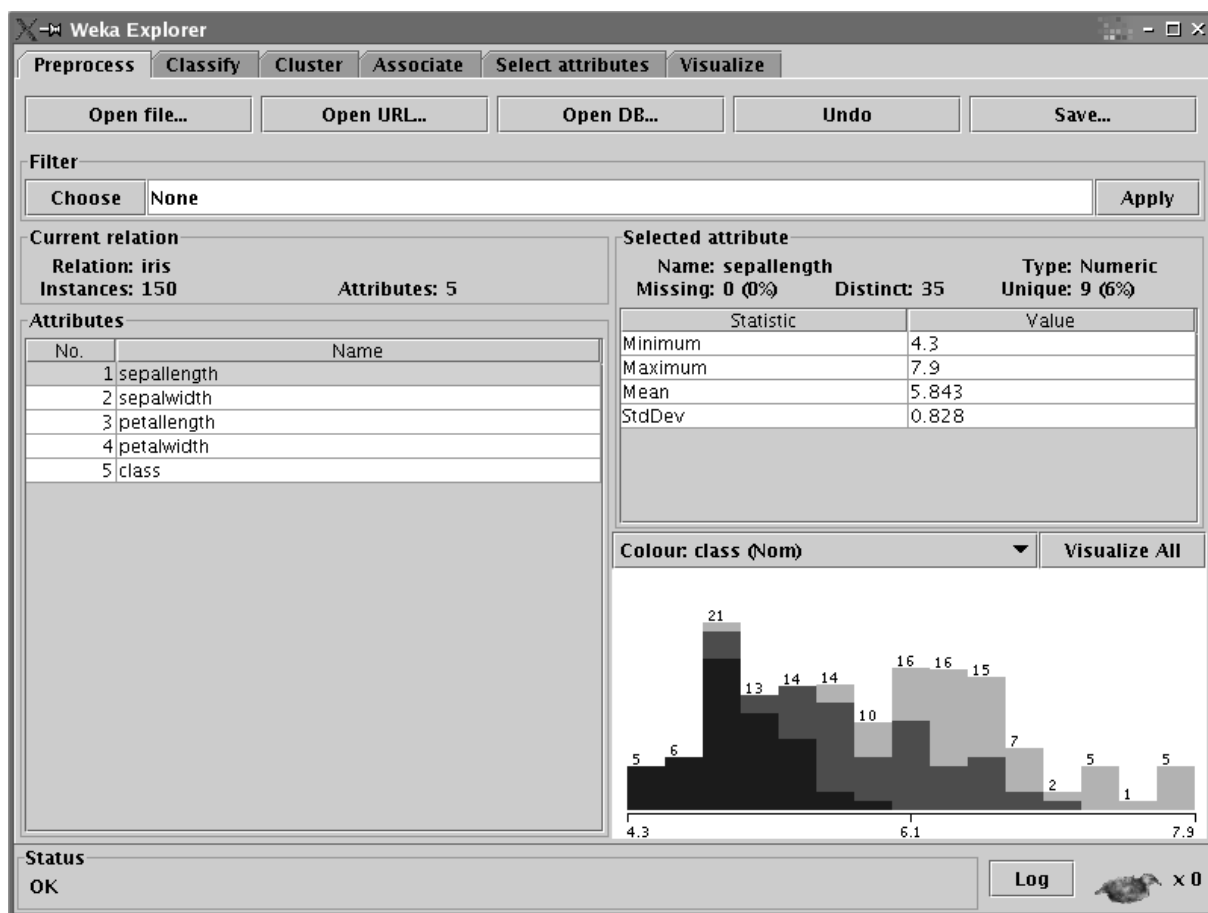 Weka Explorer
Preprocess Classify Cluster Associate Select attributes Visualize
Open file... Open URL... Open DB... Undo Save...
Filter
Choose None Apply
Current relation
Relation: iris
Instances: 150 Attributes: 5
Attributes
No. Name
1 sepallength
2 sepalwidth
3 petallength
4 petalwidth
5 class
Selected attribute
Name: sepallength Type: Numeric
Missing: 0 (0%) Distinct: 35 Unique: 9 (6%)
Statistic Value
Minimum 4.3
Maximum 7.9
Mean 5.843
StdDev 0.828
Colour: class (Nom) Visualize All
5 6 21 13 14 14 10 16 16 15 7 2 5 1 5
4.3 6.1 7.9
Status
OK
Log x 0